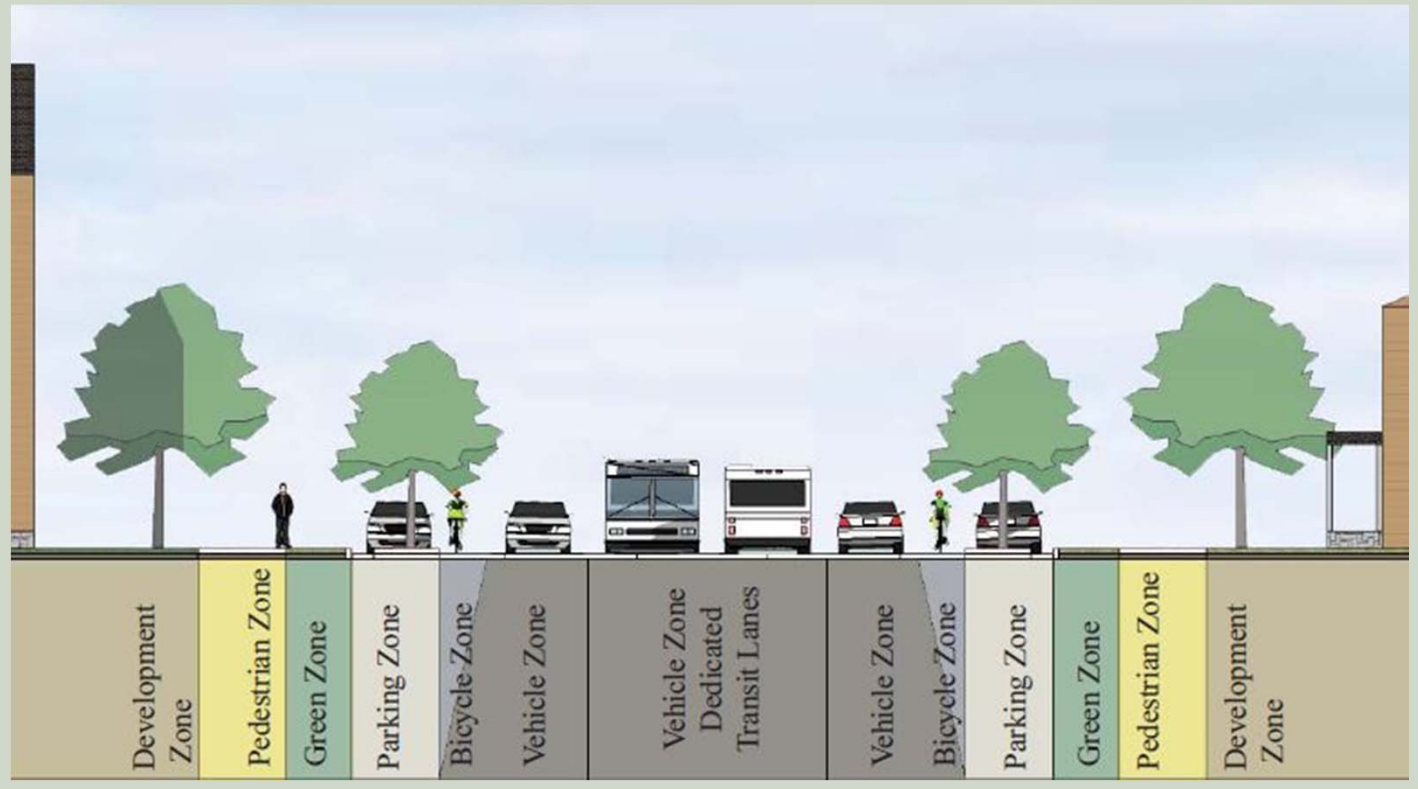 Development
Zone
Pedestrian Zone
Green Zone
Parking Zone
Bicycle Zone
Vehicle Zone
Vehicle Zone
Dedicated
Transit Lanes
Vehicle Zone
Bicycle Zone
Parking Zone
Green Zone
Pedestrian Zone
Development
Zone